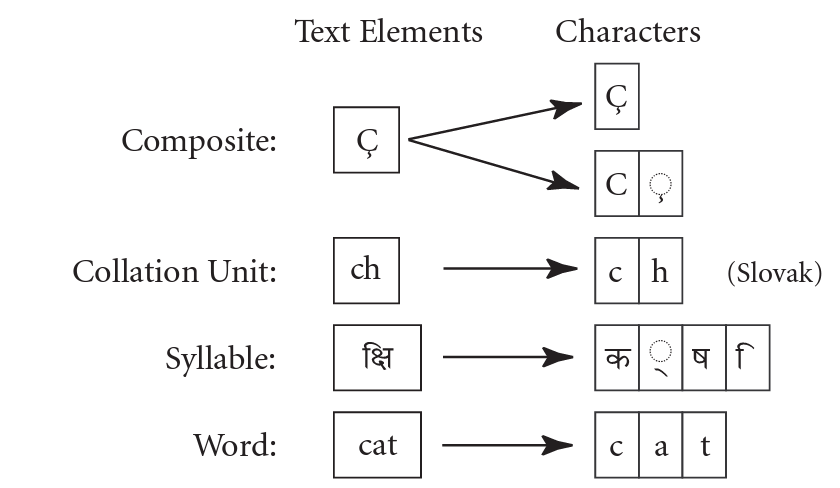 Text Elements Characters
Composite: Ç Ç
C ◌̧
Collation Unit: ch c h (Slovak)
Syllable: क्षि क ◌् ष ि
Word: cat c a t